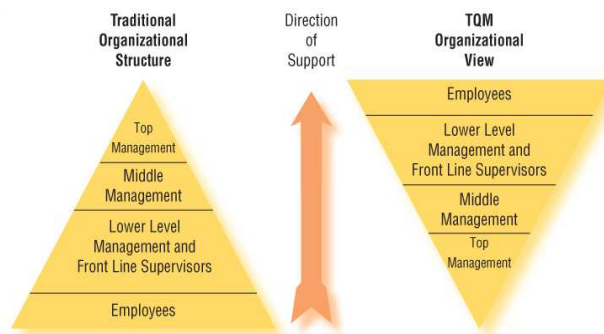 Traditional
Organizational
Structure
Top
Management
Middle
Management
Lower Level
Management and
Front Line Supervisors
Employees
Direction
of
Support
TQM
Organizational
View
Employees
Lower Level
Management and
Front Line Supervisors
Middle
Management
Top
Management